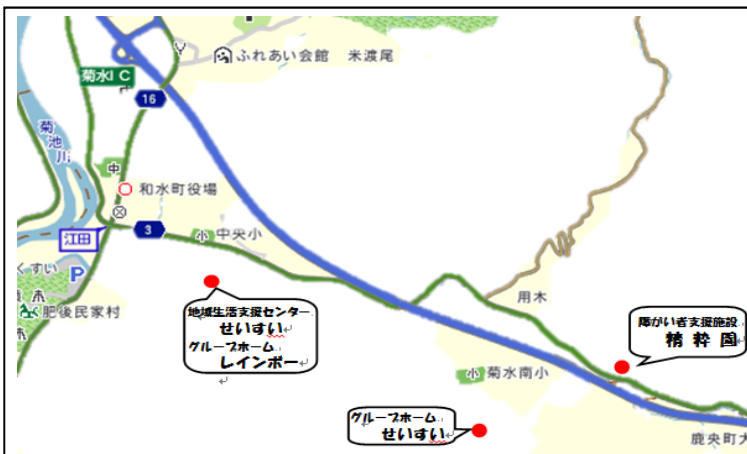 ふれあい会館 米渡尾
菊水IC
16
菊池川
中
和水町役場
3
江田
小 中央小
くすい
P
肥後民家村
地域生活支援センター
せいすい
グループホーム
レインボー
用木
障がい者支援施設
精粋園
小 菊水南小
グループホーム
せいすい
鹿央町大